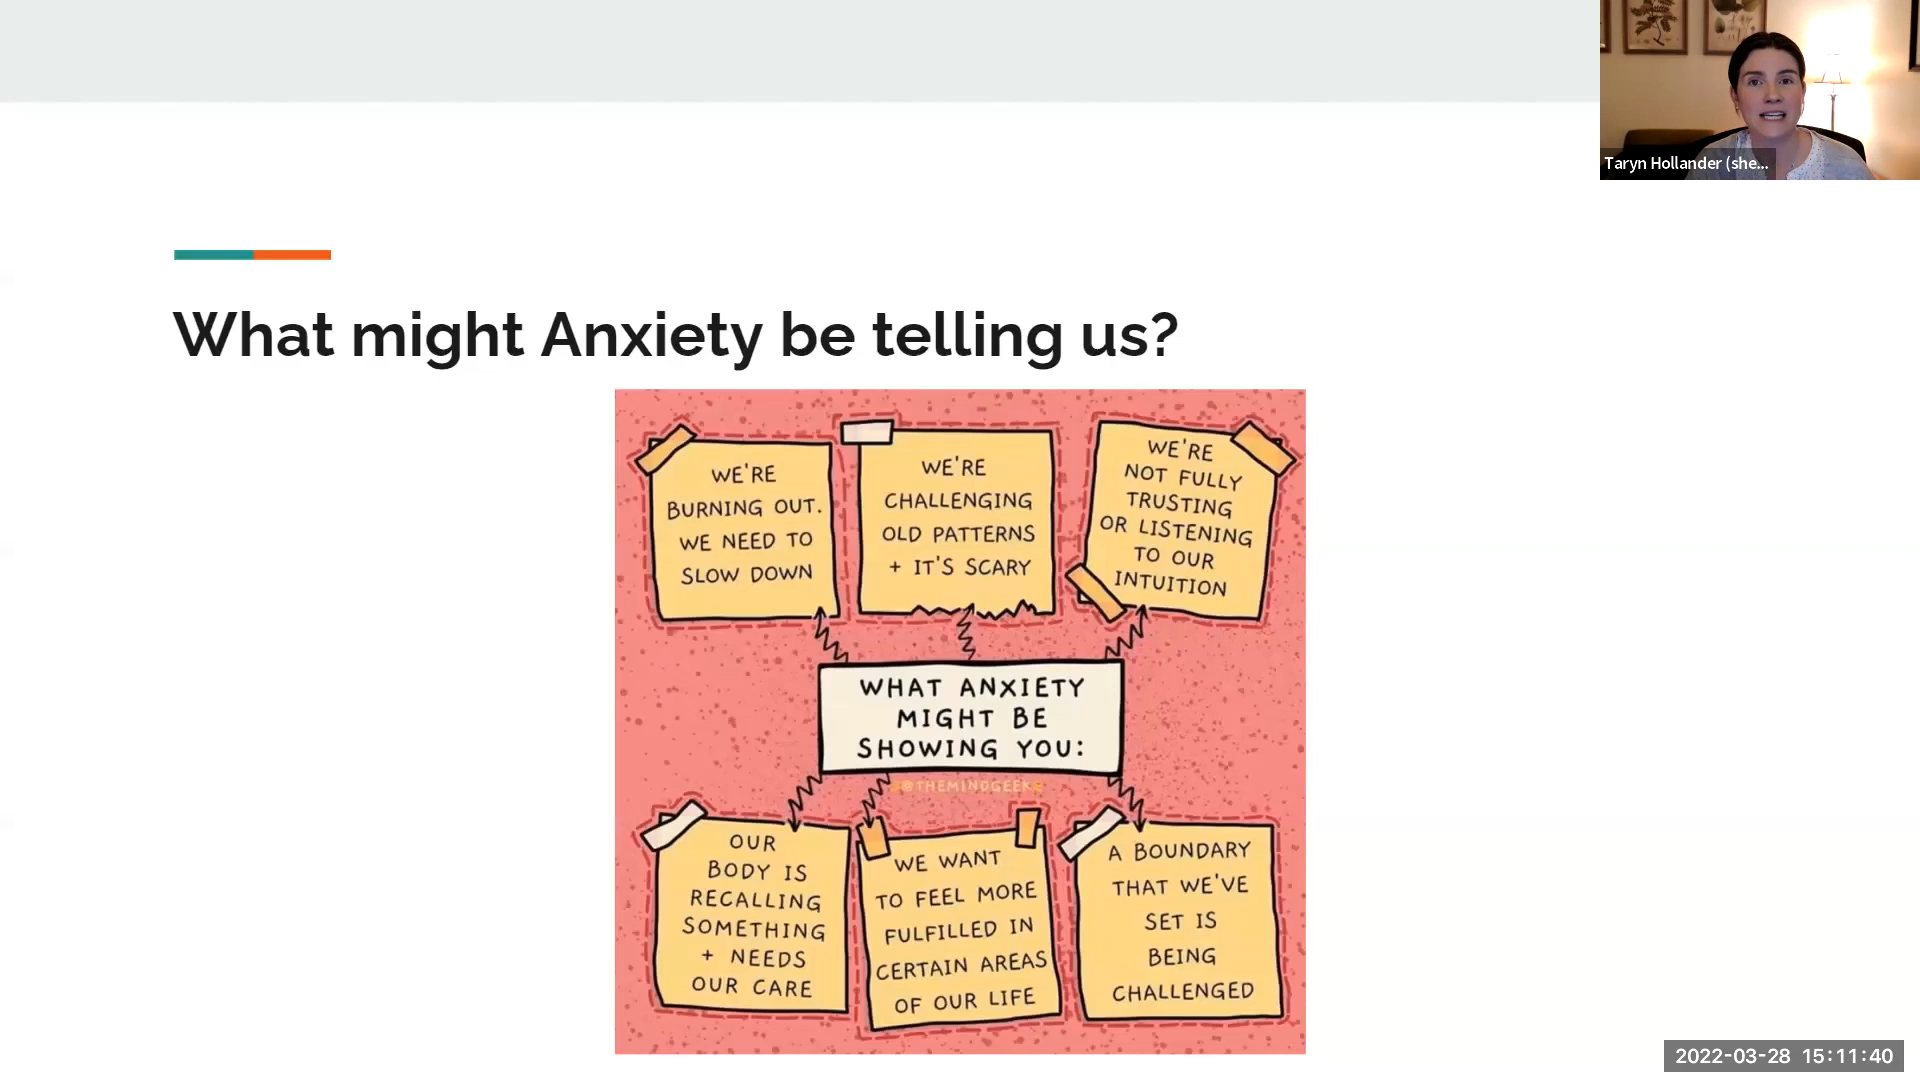 Taryn Hollander (she...
What might Anxiety be telling us?
WE'RE
BURNING OUT.
WE NEED TO
SLOW DOWN
WE'RE
CHALLENGING
OLD PATTERNS
+ IT'S SCARY
WE'RE
NOT FULLY
TRUSTING
OR LISTENING
TO OUR
INTUITION
WHAT ANXIETY
MIGHT BE
SHOWING YOU:
@THEMINDGEEK
OUR
BODY IS
RECALLING
SOMETHING
+ NEEDS
OUR CARE
WE WANT
TO FEEL MORE
FULFILLED IN
CERTAIN AREAS
OF OUR LIFE
A BOUNDARY
THAT WE'VE
SET IS
BEING
CHALLENGED
2022-03-28 15:11:40